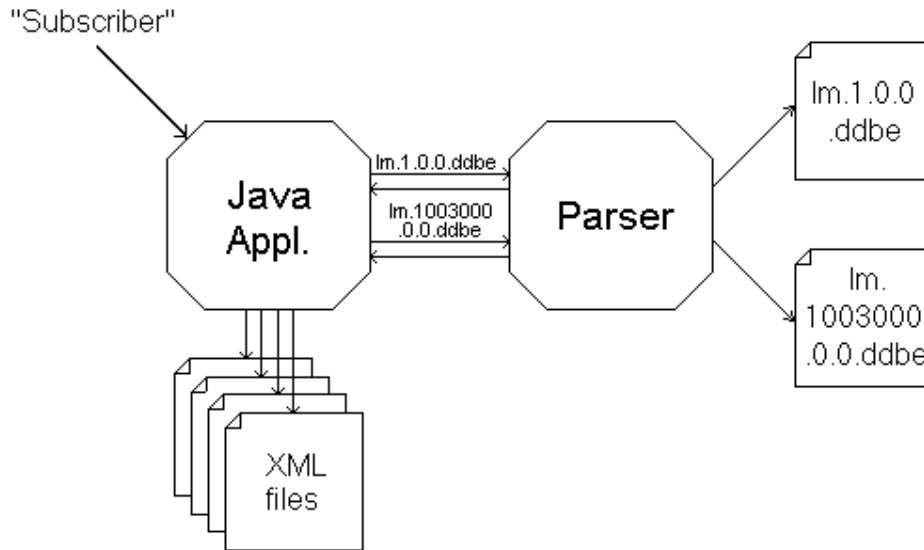 "Subscriber"
Java
Appl.
lm.1.0.0.ddbe
lm.1003000
.0.0.ddbe
Parser
lm.1.0.0
.ddbe
lm.
1003000
.0.0.ddbe
XML
files